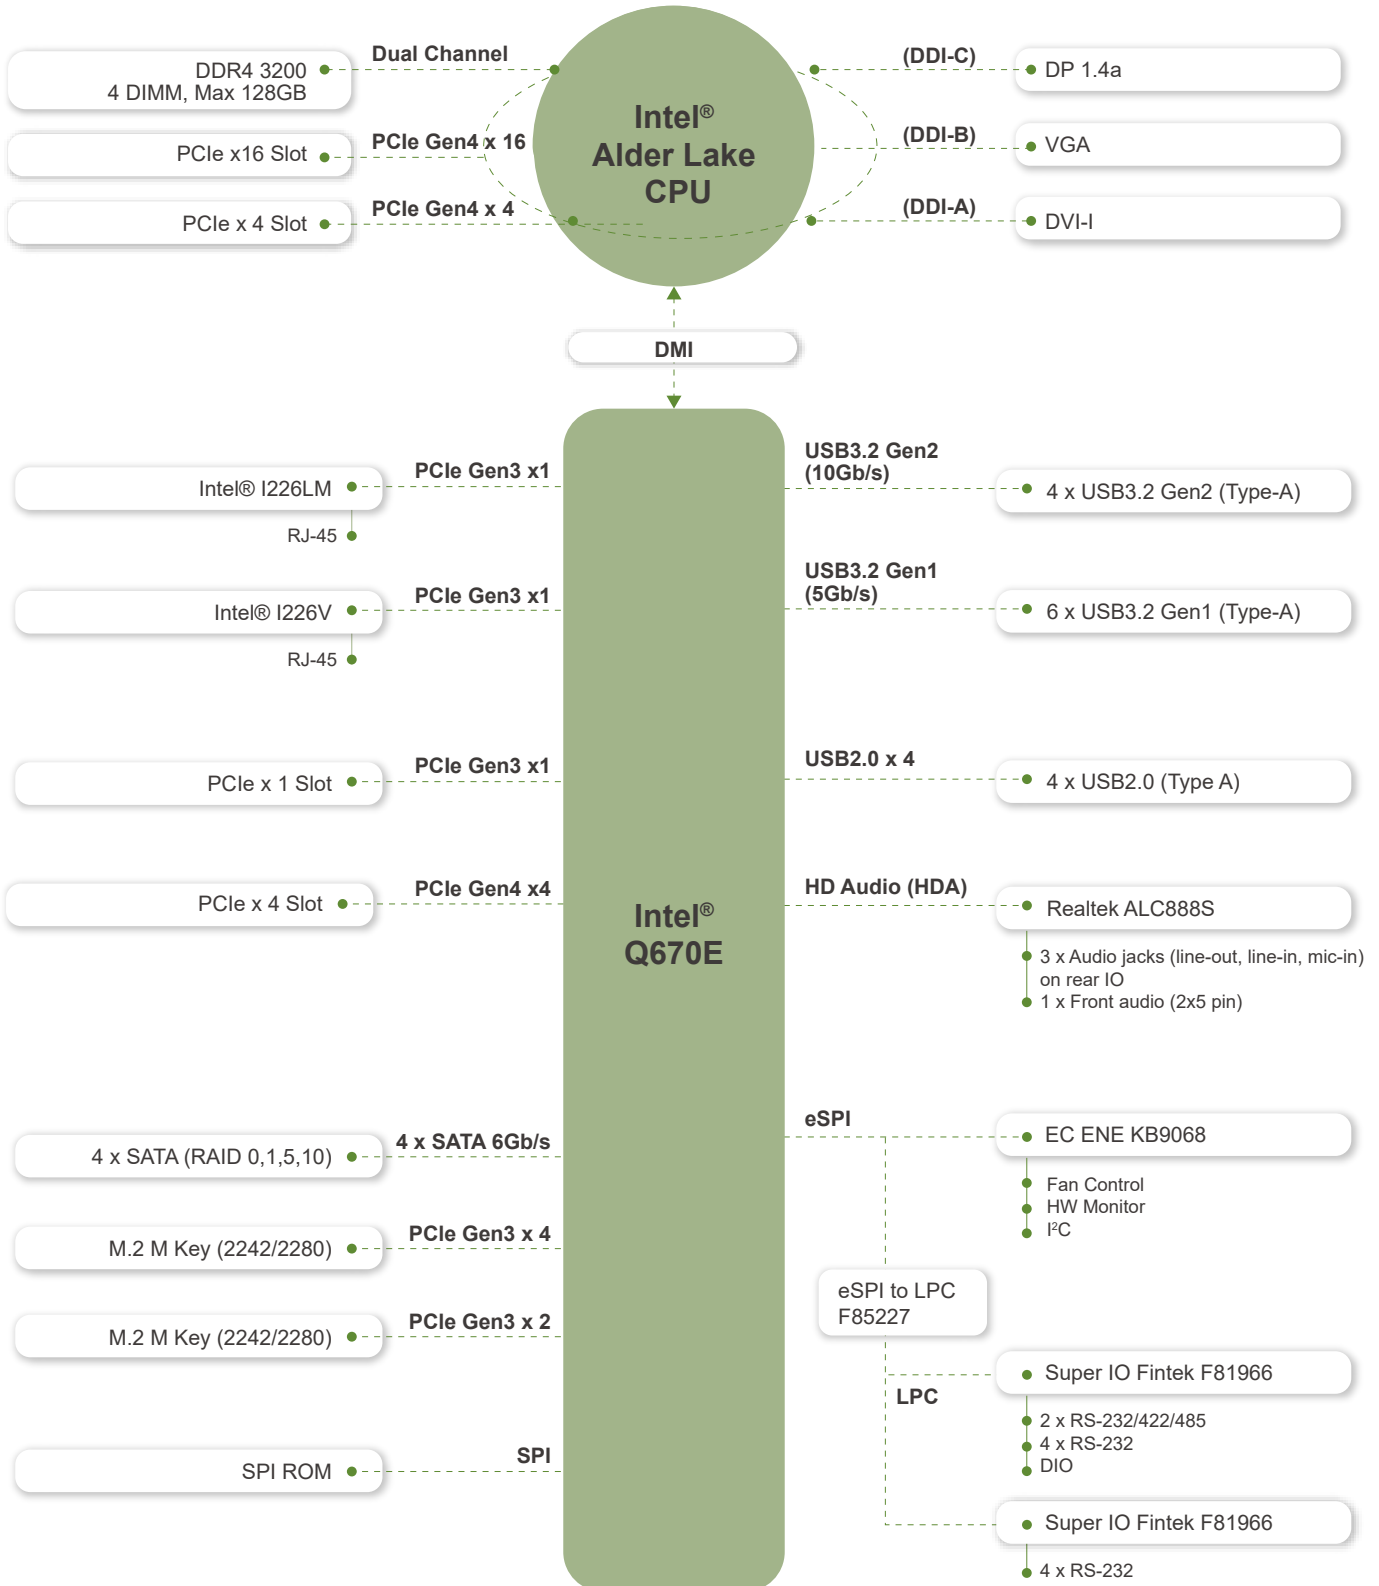 Dual Channel
DDR4 3200
4 DIMM, Max 128GB
PCIe Gen4 x 16
PCIe x16 Slot
PCIe Gen4 x 4
PCIe x 4 Slot
Intel®
Alder Lake
CPU
(DDI-C)
DP 1.4a
(DDI-B)
VGA
(DDI-A)
DVI-I
DMI
PCIe Gen3 x1
Intel® I226LM
RJ-45
PCIe Gen3 x1
Intel® I226V
RJ-45
PCIe Gen3 x1
PCIe x 1 Slot
PCIe Gen4 x4
PCIe x 4 Slot
4 x SATA 6Gb/s
4 x SATA (RAID 0,1,5,10)
PCIe Gen3 x 4
M.2 M Key (2242/2280)
PCIe Gen3 x 2
M.2 M Key (2242/2280)
SPI
SPI ROM
Intel®
Q670E
USB3.2 Gen2
(10Gb/s)
4 x USB3.2 Gen2 (Type-A)
USB3.2 Gen1
(5Gb/s)
6 x USB3.2 Gen1 (Type-A)
USB2.0 x 4
4 x USB2.0 (Type A)
HD Audio (HDA)
Realtek ALC888S
3 x Audio jacks (line-out, line-in, mic-in)
on rear IO
1 x Front audio (2x5 pin)
eSPI
EC ENE KB9068
Fan Control
HW Monitor
I²C
eSPI to LPC
F85227
LPC
Super IO Fintek F81966
2 x RS-232/422/485
4 x RS-232
DIO
Super IO Fintek F81966
4 x RS-232